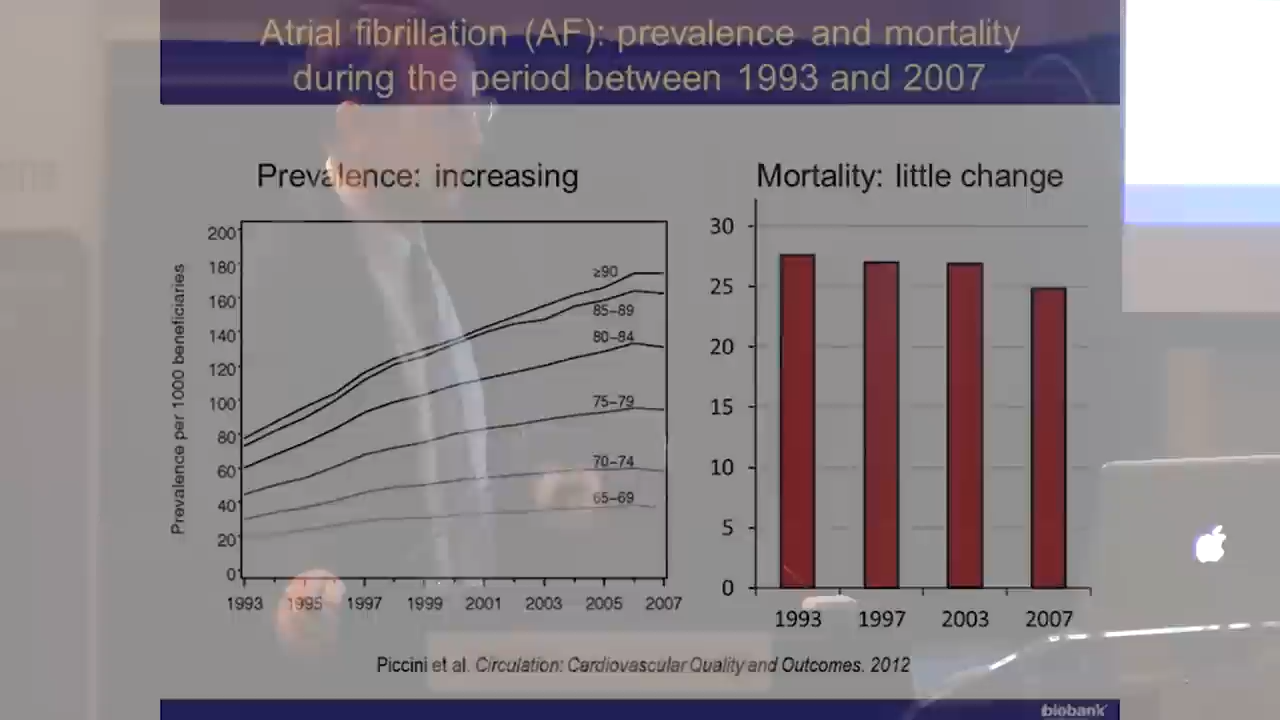 Atrial fibrillation (AF): prevalence and mortality
during the period between 1993 and 2007
Prevalence: increasing
Prevalence per 1000 beneficiaries
200
180
160
140
120
100
80
60
40
20
0
≥90
85–89
80–84
75–79
70–74
65–69
1993 1995 1997 1999 2001 2003 2005 2007
Mortality: little change
30
25
20
15
10
5
0
1993 1997 2003 2007
Piccini et al. Circulation: Cardiovascular Quality and Outcomes. 2012
biobank